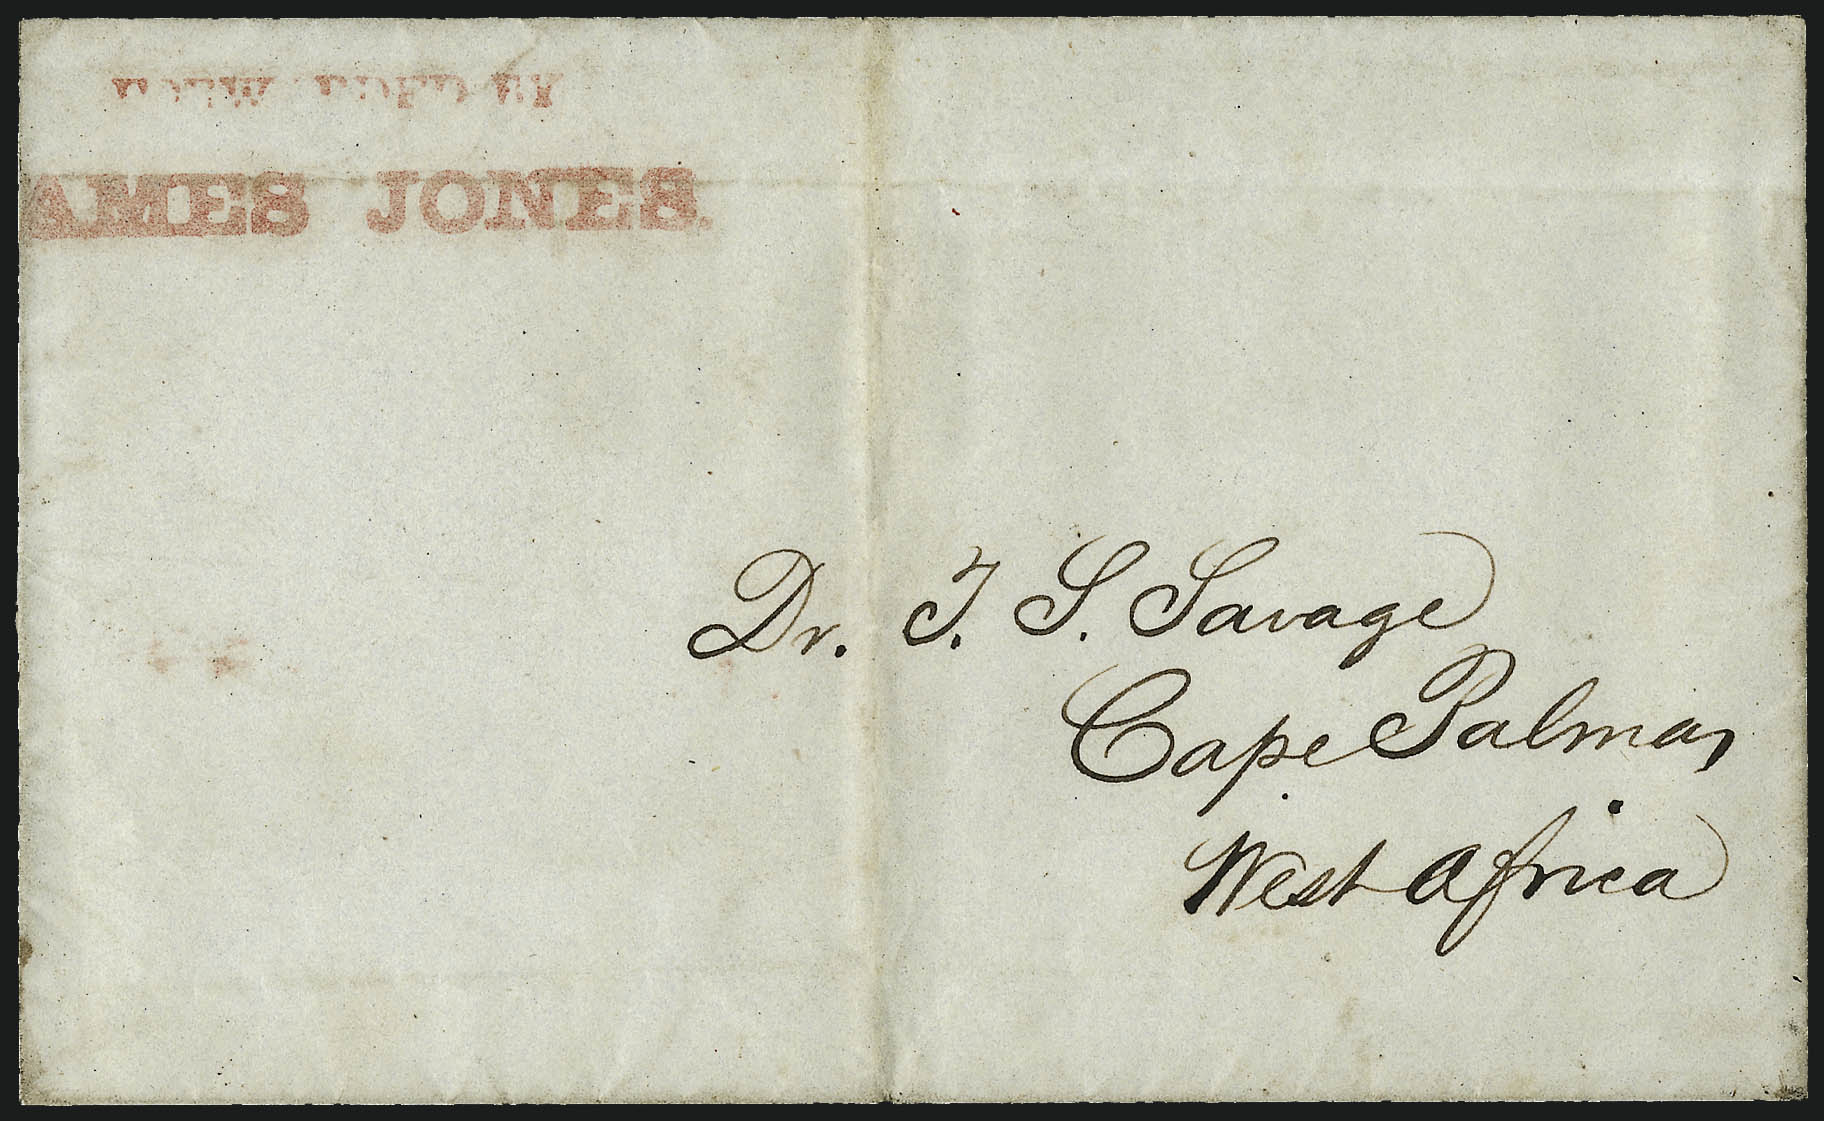 AMES JONES.
Dr. T. S. Savage
Cape Palmas
West Africa